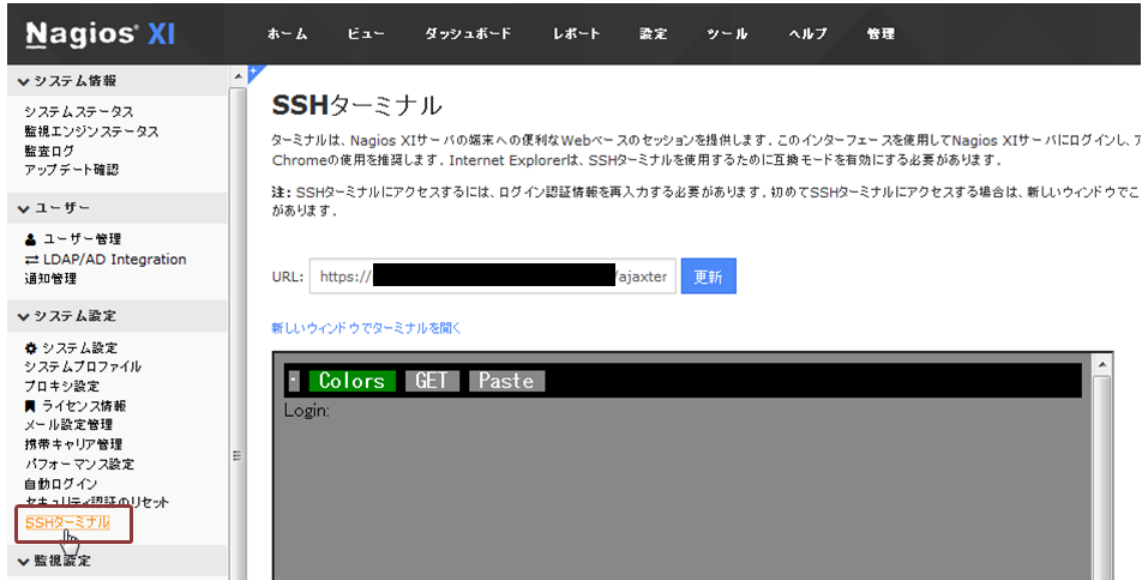 Nagios® XI
ホーム ビュー ダッシュボード レポート 設定 ツール ヘルプ 管理
システム情報
システムステータス
監視エンジンステータス
監査ログ
アップデート確認
ユーザー
ユーザー管理
LDAP/AD Integration
通知管理
システム設定
システム設定
システムプロファイル
プロキシ設定
ライセンス情報
メール設定管理
携帯キャリア管理
パフォーマンス設定
自動ログイン
セキュリティ認証のリセット
SSHターミナル
監視設定
SSHターミナル
ターミナルは、Nagios XIサーバの端末への便利なWebベースのセッションを提供します．このインターフェースを使用してNagios XIサーバにログインし、
Chromeの使用を推奨します．Internet Explorerは、SSHターミナルを使用するために互換モードを有効にする必要があります．
注: SSHターミナルにアクセスするには、ログイン認証情報を再入力する必要があります．初めてSSHターミナルにアクセスする場合は、新しいウィンドウでこ
があります．
URL: https:// /ajaxter 更新
新しいウィンドウでターミナルを開く
Colors GET Paste
Login: